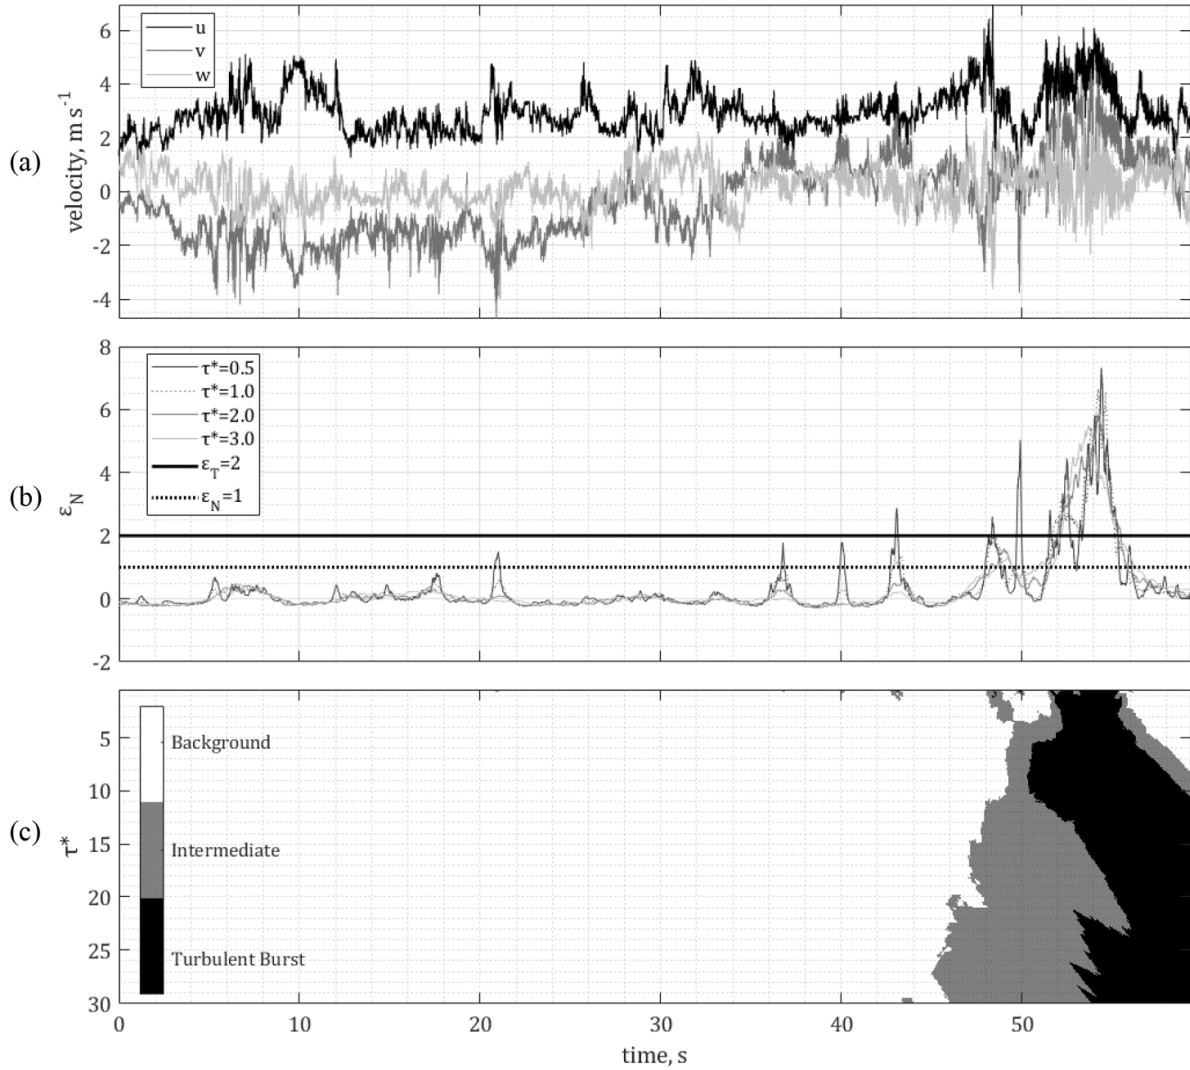 (a)
velocity, m s⁻¹
6
4
2
0
-2
-4
u
v
w
(b)
εN
8
6
4
2
0
-2
τ*=0.5
τ*=1.0
τ*=2.0
τ*=3.0
εT=2
εN=1
(c)
τ*
5
10
15
20
25
30
Background
Intermediate
Turbulent Burst
0 10 20 30 40 50
time, s